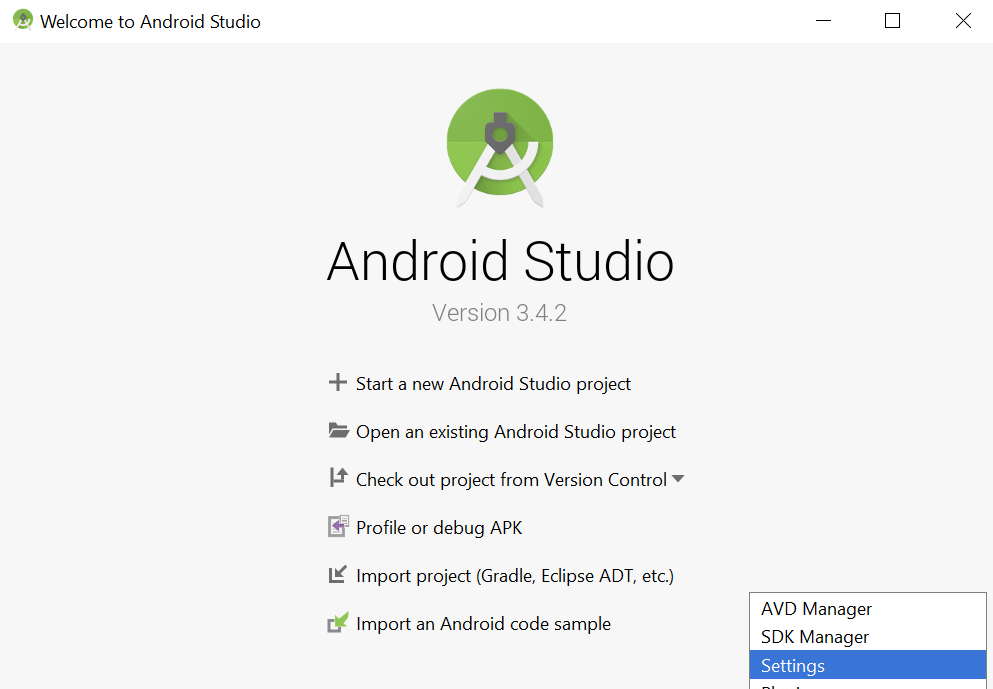 Welcome to Android Studio
Android Studio
Version 3.4.2
Start a new Android Studio project
Open an existing Android Studio project
Check out project from Version Control
Profile or debug APK
Import project (Gradle, Eclipse ADT, etc.)
Import an Android code sample
AVD Manager
SDK Manager
Settings